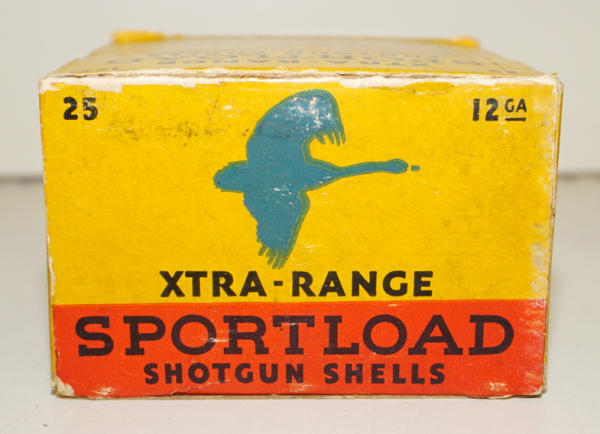 25
12 GA
XTRA-RANGE
SPORTLOAD
SHOTGUN SHELLS